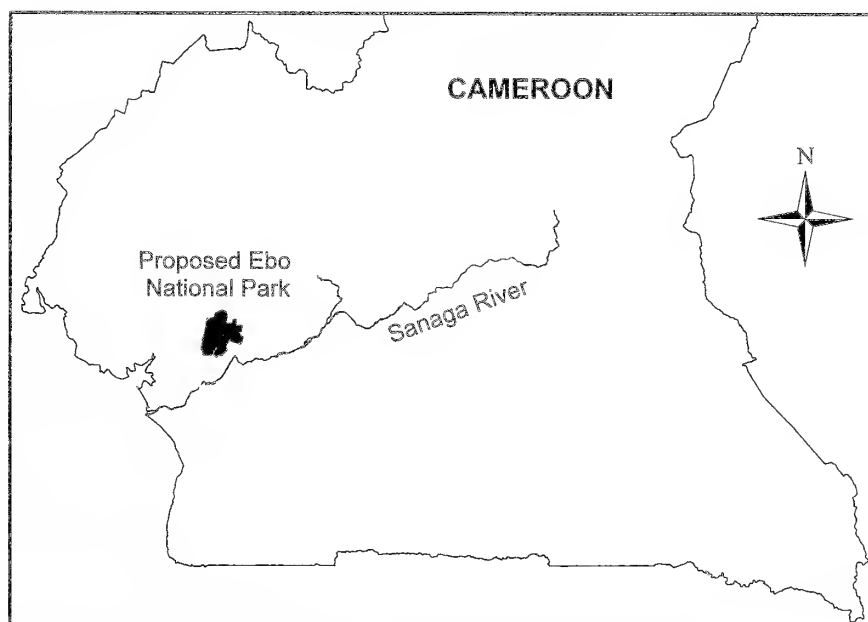 CAMEROON
N
Proposed Ebo
National Park
Sanaga River